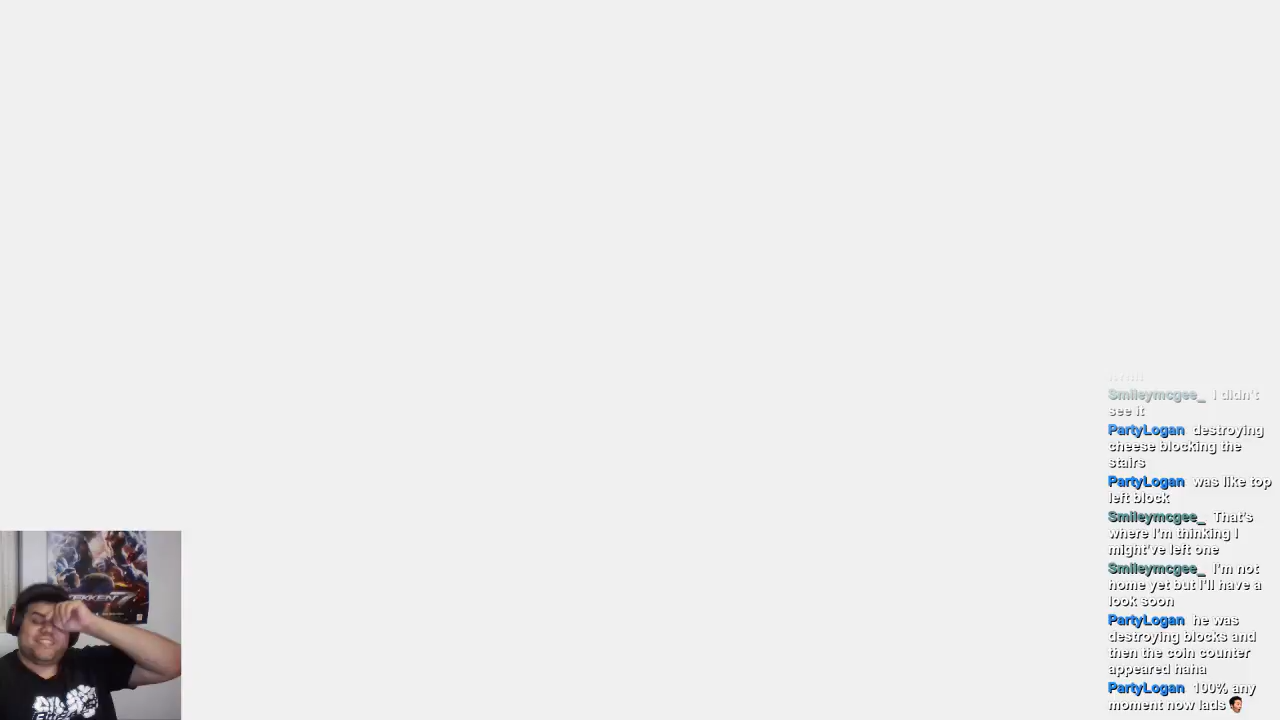 Smileymcgee_ I didn't
see it
PartyLogan destroying
cheese blocking the
stairs
PartyLogan was like top
left block
Smileymcgee_ That's
where I'm thinking I
might've left one
Smileymcgee_ I'm not
home yet but I'll have a
look soon
PartyLogan he was
destroying blocks and
then the coin counter
appeared haha
PartyLogan 100% any
moment now lads
TEKKEN 7